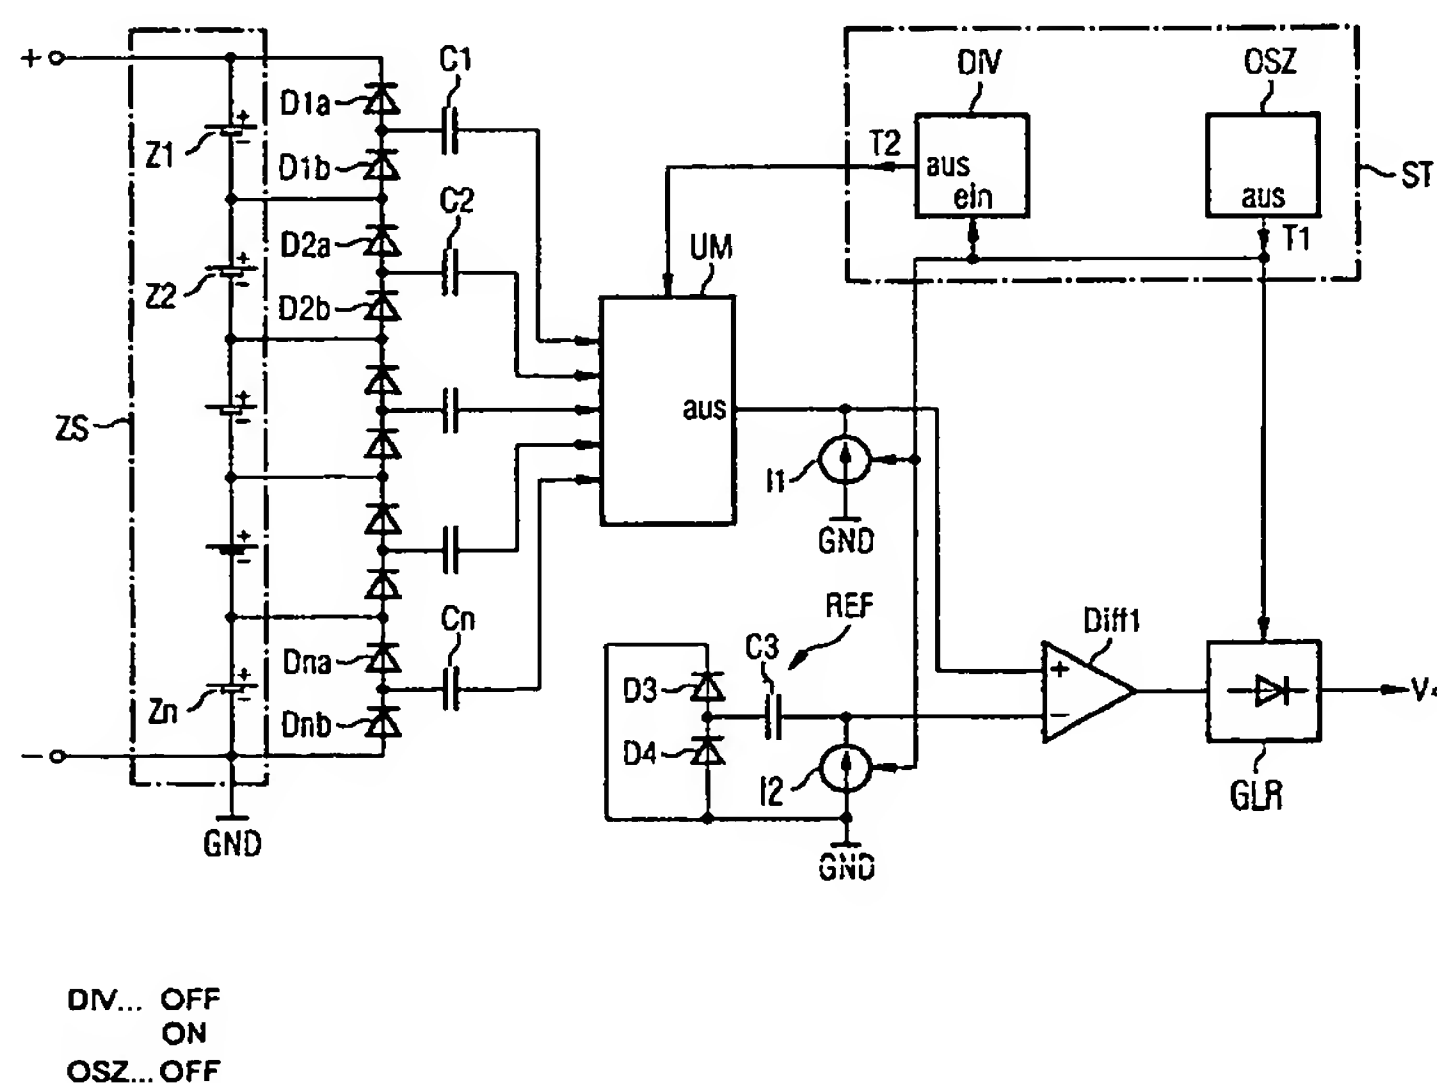 +
C1
DIV
OSZ
D1a
+
Z1
-
D1b
T2
aus
ein
aus
ST
C2
T1
D2a
UM
+
Z2
-
D2b
+
-
ZS
aus
I1
GND
+
-
REF
Cn
Diff1
Dna
C3
+
Zn
-
D3
+
-
Dnb
D4
I2
GLR
-
GND
GND
DIV... OFF
ON
OSZ... OFF